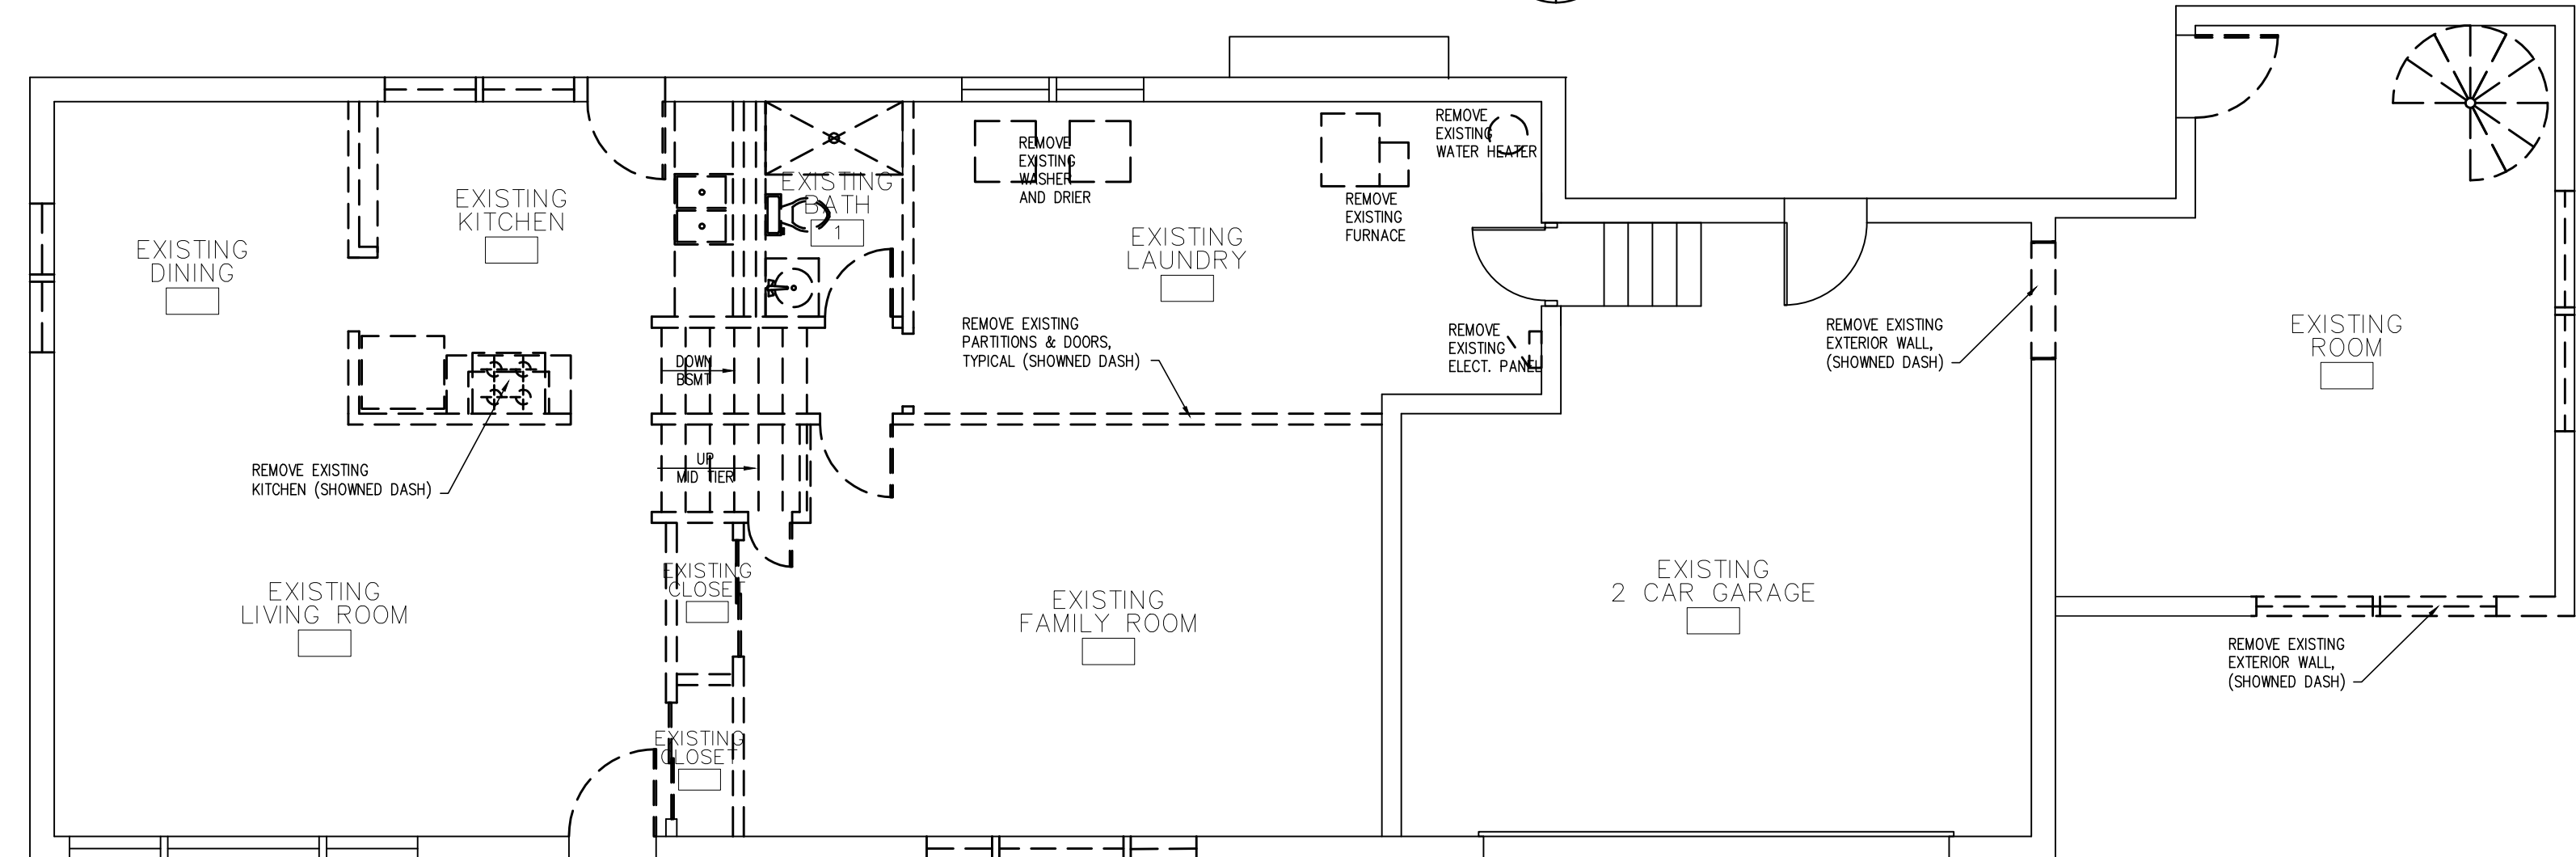 EXISTING
DINING
EXISTING
KITCHEN
EXISTING
BATH
1
REMOVE
EXISTING
WASHER
AND DRIER
REMOVE
EXISTING
FURNACE
REMOVE
EXISTING
WATER HEATER
EXISTING
LAUNDRY
REMOVE EXISTING
PARTITIONS & DOORS,
TYPICAL (SHOWNED DASH)
REMOVE
EXISTING
ELECT. PANEL
REMOVE EXISTING
EXTERIOR WALL,
(SHOWNED DASH)
EXISTING
ROOM
DOWN
BSMT
UP
MID TIER
REMOVE EXISTING
KITCHEN (SHOWNED DASH)
EXISTING
LIVING ROOM
EXISTING
CLOSET
EXISTING
CLOSET
EXISTING
FAMILY ROOM
EXISTING
2 CAR GARAGE
REMOVE EXISTING
EXTERIOR WALL,
(SHOWNED DASH)